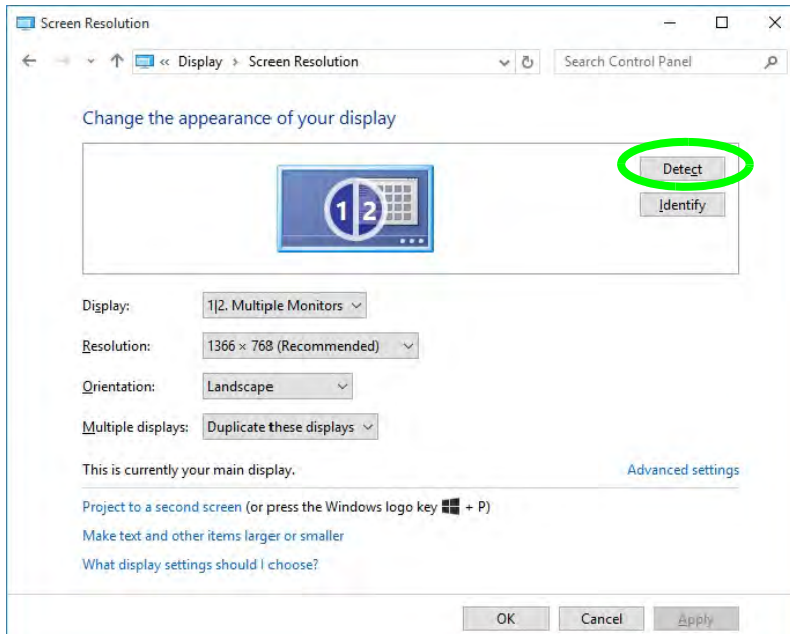 Screen Resolution
« Display › Screen Resolution
Search Control Panel
Change the appearance of your display
1 2
Detect
Identify
Display: 1|2. Multiple Monitors
Resolution: 1366 × 768 (Recommended)
Orientation: Landscape
Multiple displays: Duplicate these displays
This is currently your main display. Advanced settings
Project to a second screen (or press the Windows logo key + P)
Make text and other items larger or smaller
What display settings should I choose?
OK Cancel Apply